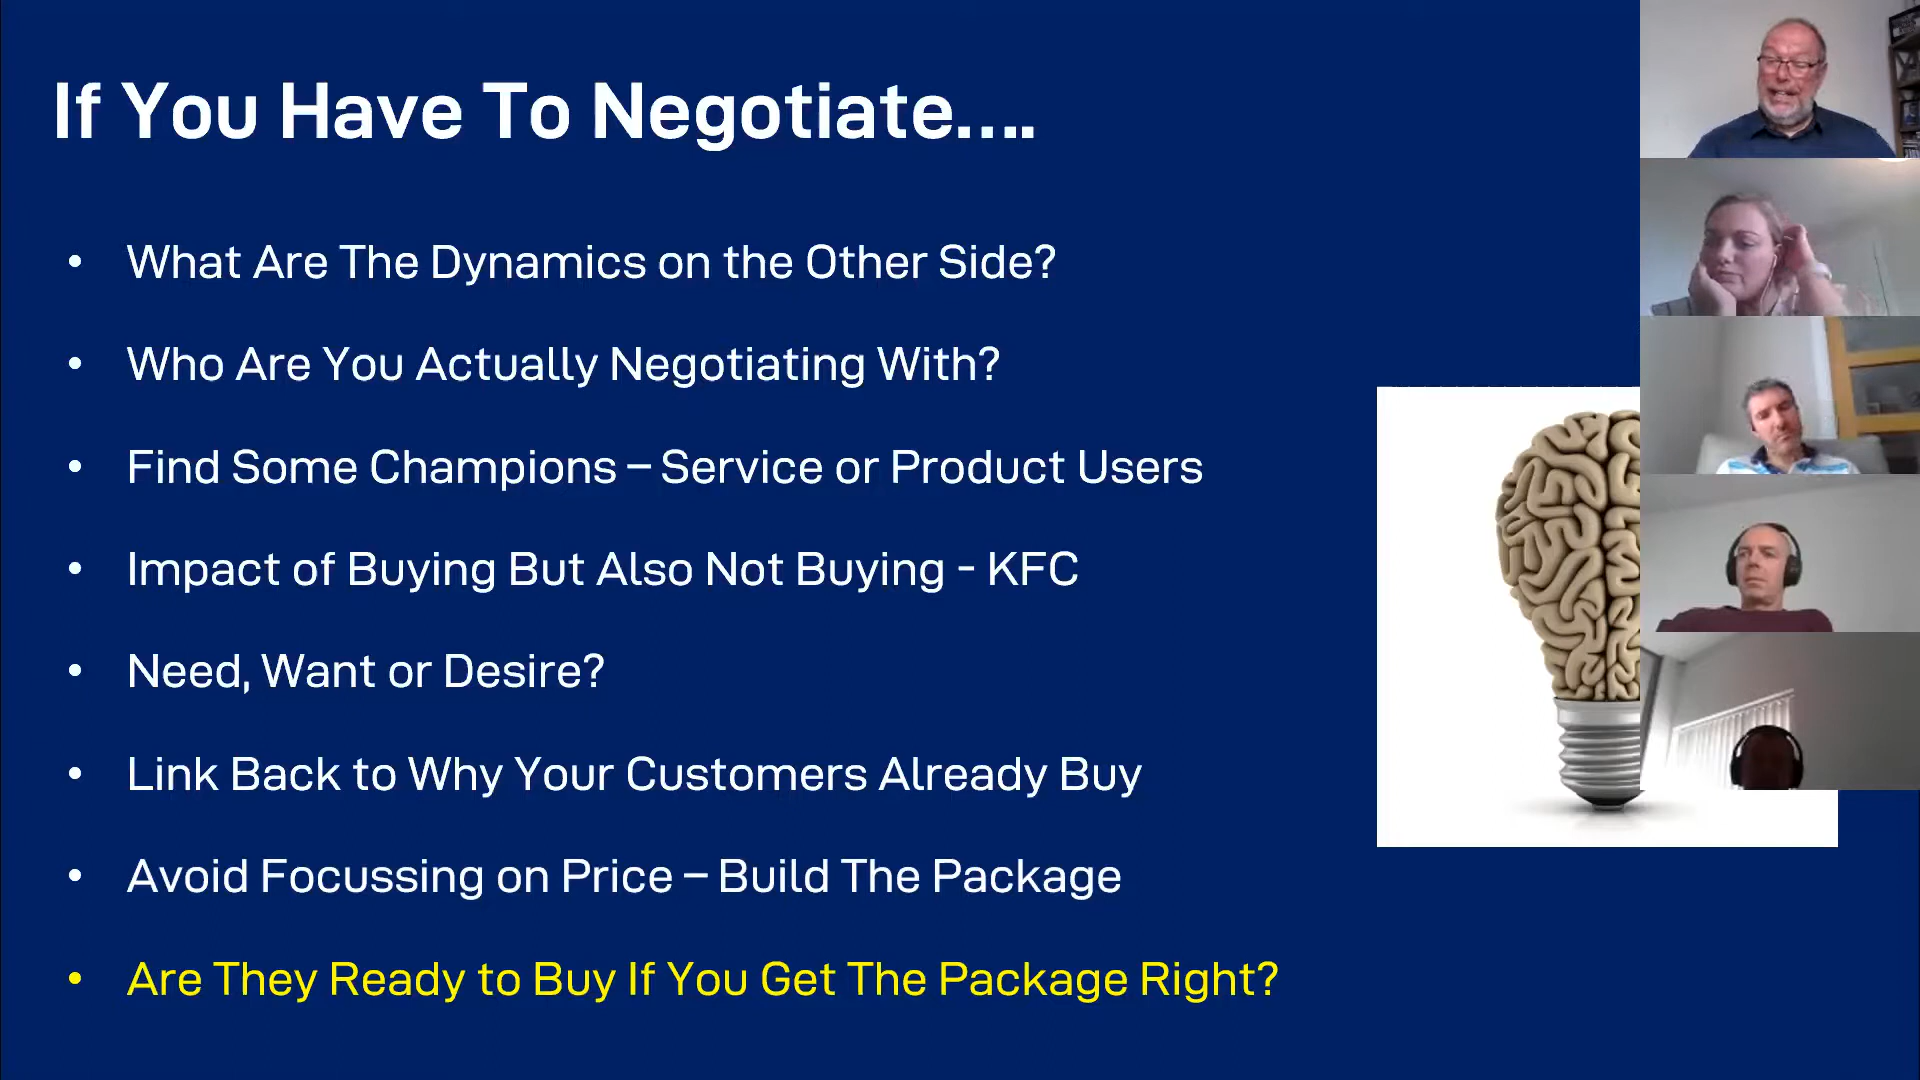 If You Have To Negotiate....
• What Are The Dynamics on the Other Side?
• Who Are You Actually Negotiating With?
• Find Some Champions – Service or Product Users
• Impact of Buying But Also Not Buying - KFC
• Need, Want or Desire?
• Link Back to Why Your Customers Already Buy
• Avoid Focussing on Price – Build The Package
• Are They Ready to Buy If You Get The Package Right?